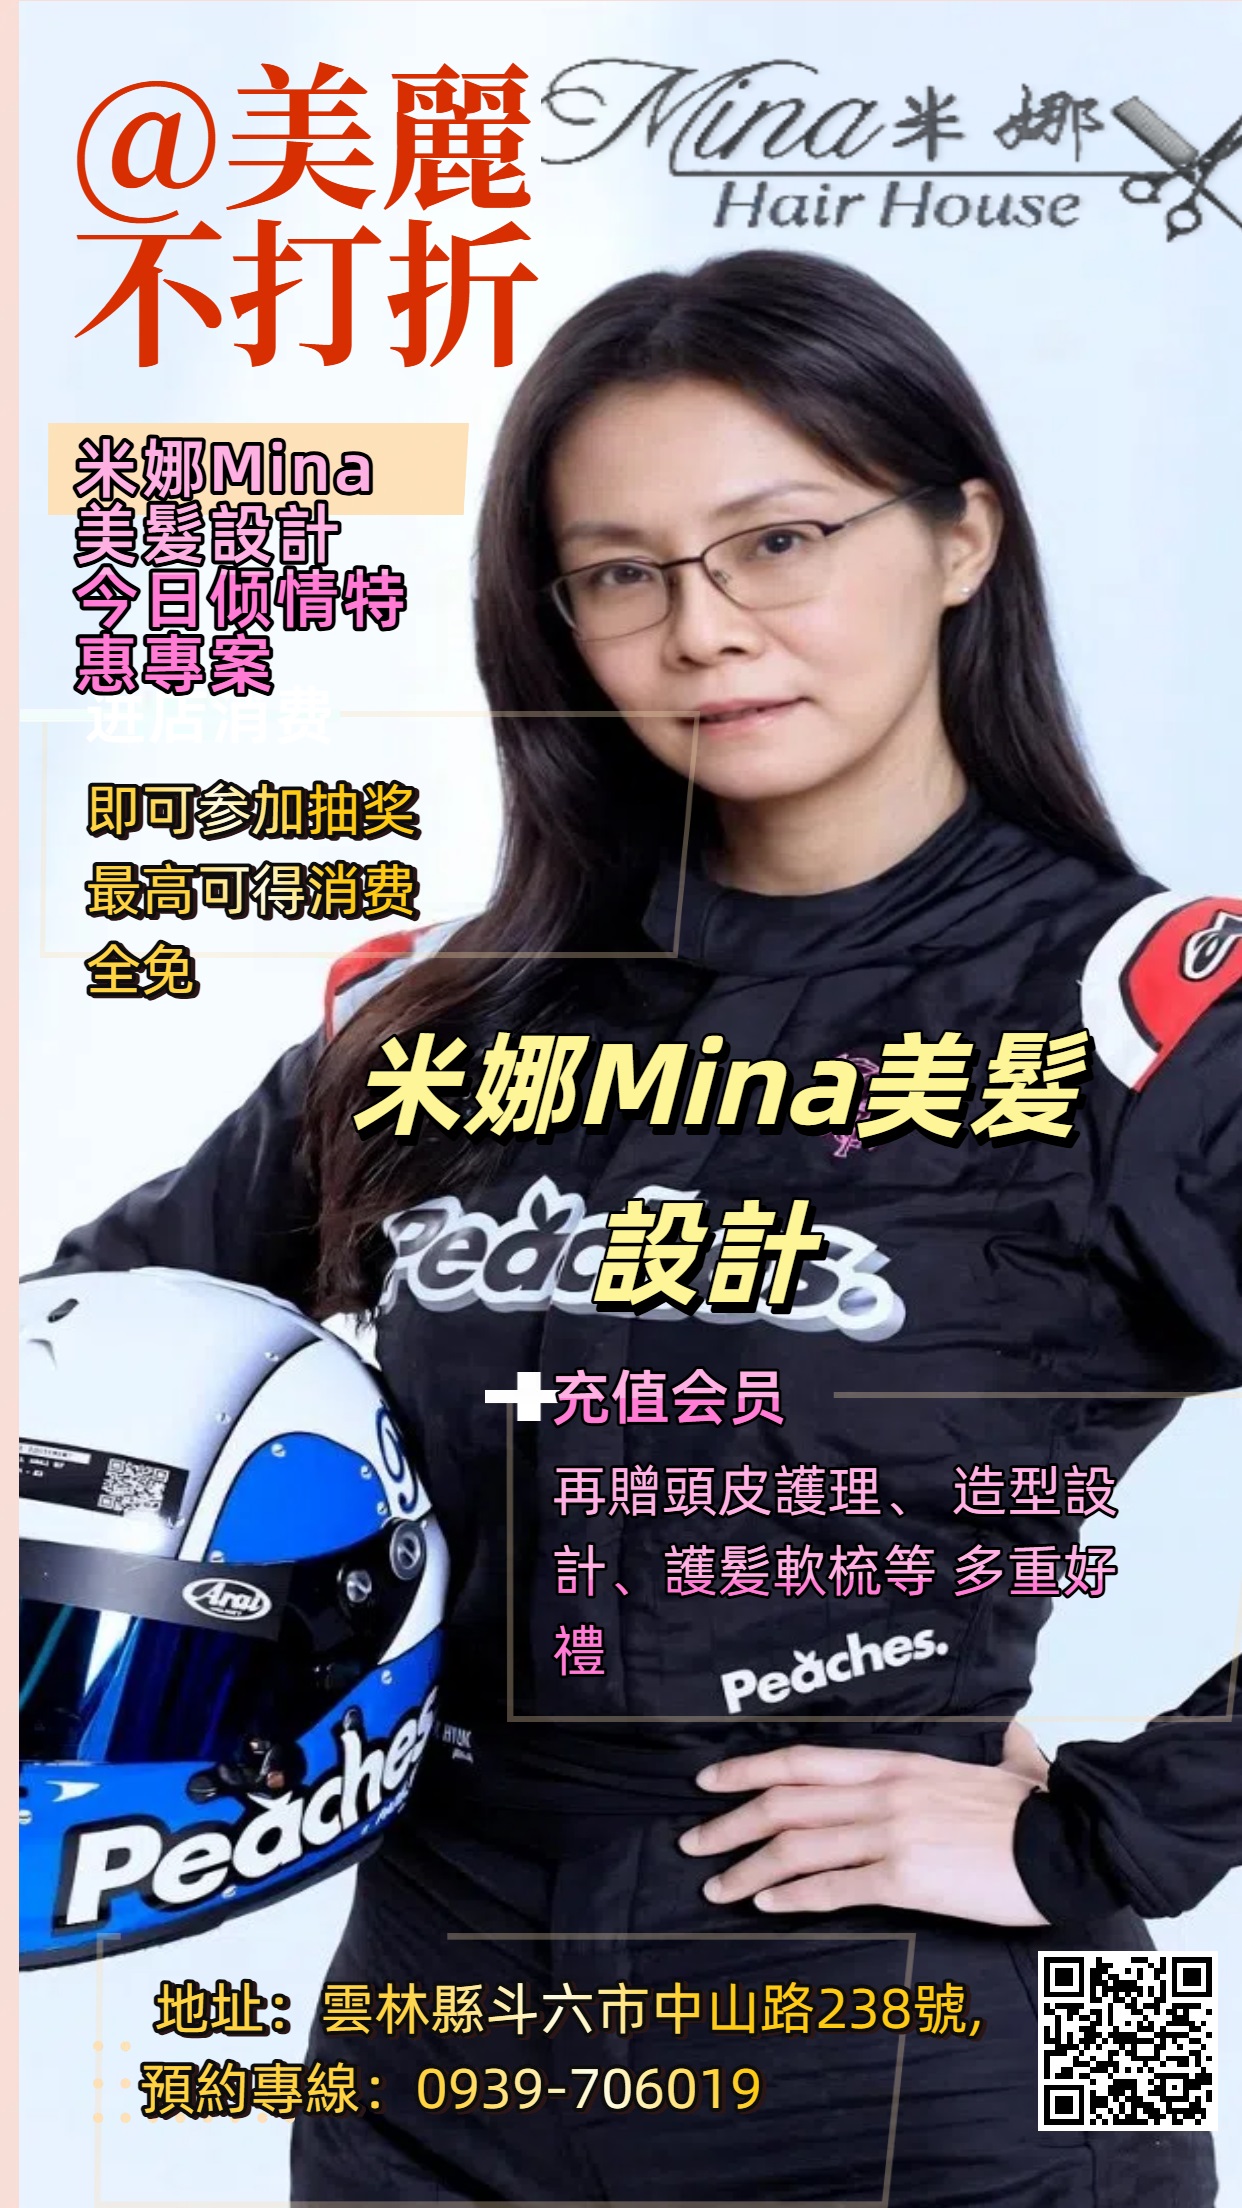 @美麗
不打折
Mina米娜
Hair House
米娜Mina
美髮設計
今日倾情特
惠專案
进店消费
即可参加抽奖
最高可得消费
全免
米娜Mina美髮
設計
Peaches.
充值会员
再贈頭皮護理、 造型設
計、護髮軟梳等 多重好
禮
Peaches.
Arai
Peaches
地址：雲林縣斗六市中山路238號,
預約專線：0939-706019